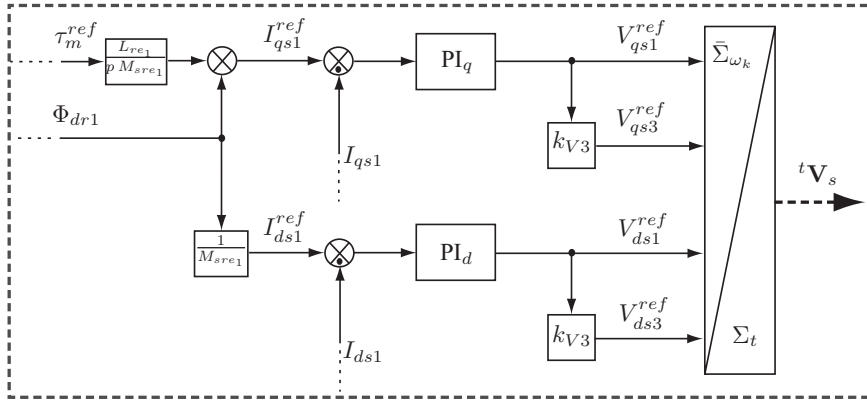 τ_m^{ref}
L_{re_1} / p M_{sre_1}
I_{qs1}^{ref}
PI_q
V_{qs1}^{ref}
\bar{Σ}_{ω_k}
Φ_{dr1}
I_{qs1}
k_{V3}
V_{qs3}^{ref}
^t𝐕_s
1 / M_{sre_1}
I_{ds1}^{ref}
PI_d
V_{ds1}^{ref}
I_{ds1}
k_{V3}
V_{ds3}^{ref}
Σ_t